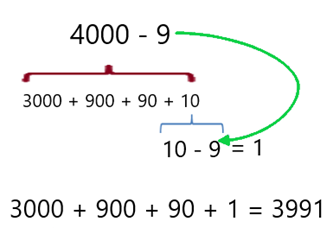 4000 - 9
3000 + 900 + 90 + 10
10 - 9 = 1
3000 + 900 + 90 + 1 = 3991